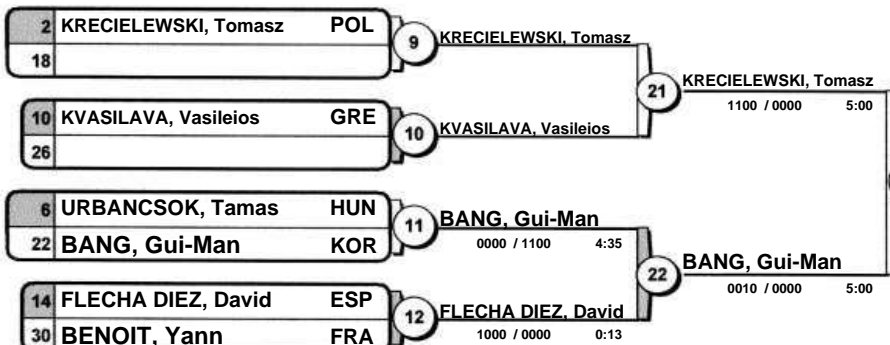 2 KRECIELEWSKI, Tomasz POL
18
9
KRECIELEWSKI, Tomasz
10 KVASILAVA, Vasileios GRE
26
10
KVASILAVA, Vasileios
21
KRECIELEWSKI, Tomasz
1100 / 0000 5:00
6 URBANCSOK, Tamas HUN
22 BANG, Gui-Man KOR
11
BANG, Gui-Man
0000 / 1100 4:35
14 FLECHA DIEZ, David ESP
30 BENOIT, Yann FRA
12
FLECHA DIEZ, David
1000 / 0000 0:13
22
BANG, Gui-Man
0010 / 0000 5:00